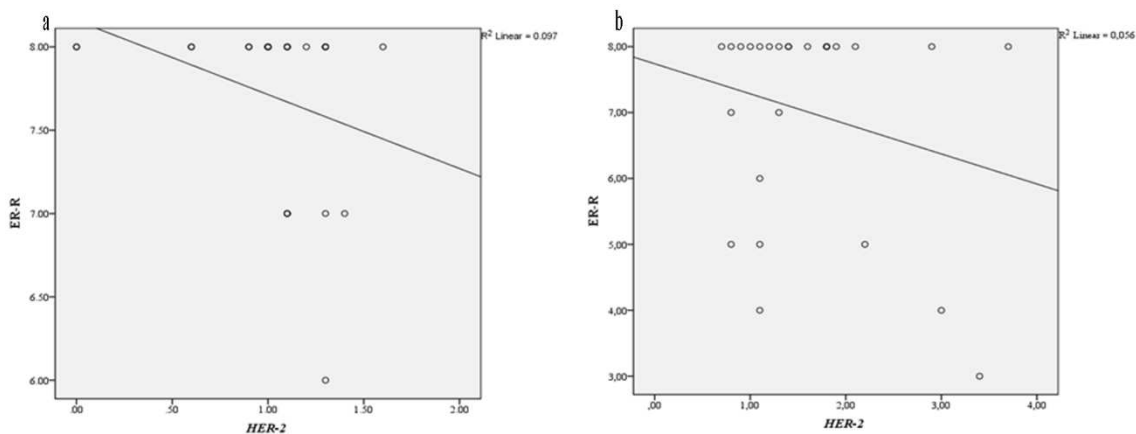 a
R² Linear = 0.097
8.00
7.50
7.00
6.50
6.00
ER-R
.00
.50
1.00
1.50
2.00
HER-2
b
R² Linear = 0,056
8,00
7,00
6,00
5,00
4,00
3,00
ER-R
,00
1,00
2,00
3,00
4,00
HER-2